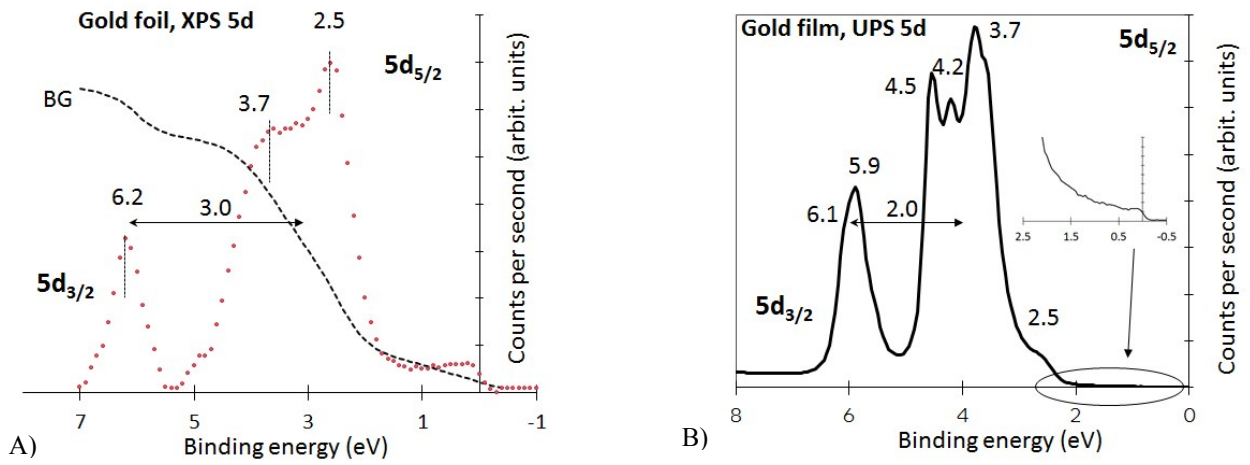 Gold foil, XPS 5d
2.5
5d5/2
BG
3.7
6.2
3.0
5d3/2
Counts per second (arbit. units)
7
5
3
1
-1
Binding energy (eV)
A)
Gold film, UPS 5d
3.7
5d5/2
4.5
4.2
5.9
6.1
2.0
5d3/2
2.5
2.5
1.5
0.5
-0.5
Counts per second (arbit. units)
8
6
4
2
0
Binding energy (eV)
B)